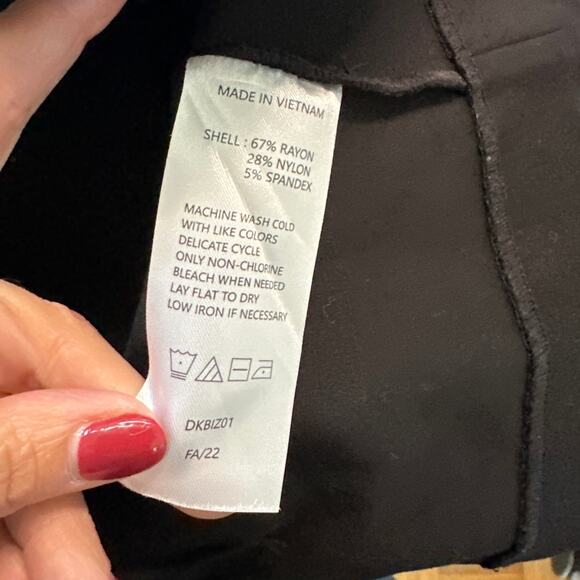 MADE IN VIETNAM
SHELL : 67% RAYON
28% NYLON
5% SPANDEX
MACHINE WASH COLD
WITH LIKE COLORS
DELICATE CYCLE
ONLY NON-CHLORINE
BLEACH WHEN NEEDED
LAY FLAT TO DRY
LOW IRON IF NECESSARY
DKBIZ01
FA/22